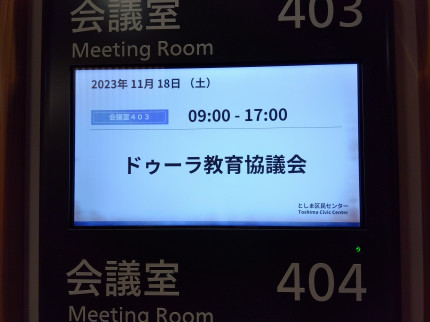 会議室 403
Meeting Room
2023年 11月 18日 （土）
会議室４０３ 09:00 - 17:00
ドゥーラ教育協議会
としま区民センター
Toshima Civic Center
会議室 404
Meeting Room